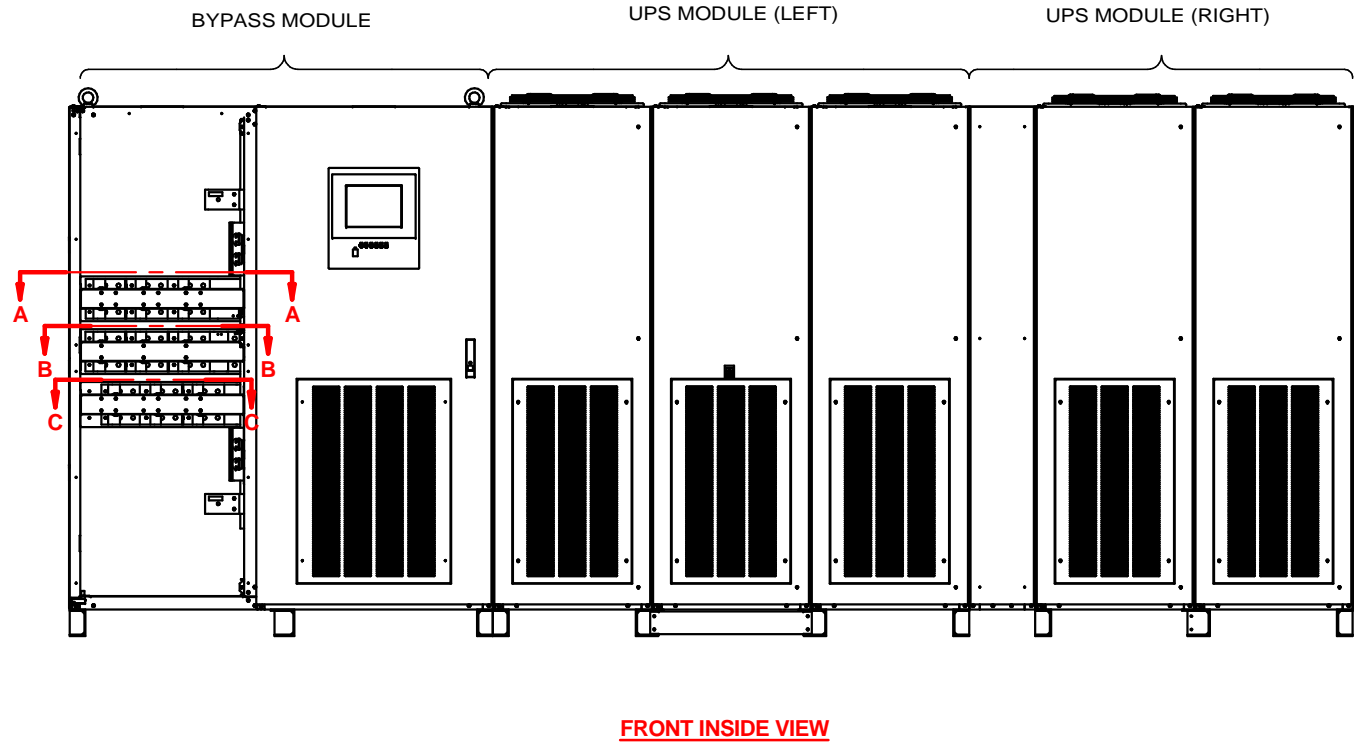 BYPASS MODULE
UPS MODULE (LEFT)
UPS MODULE (RIGHT)
A
A
B
B
C
C
FRONT INSIDE VIEW